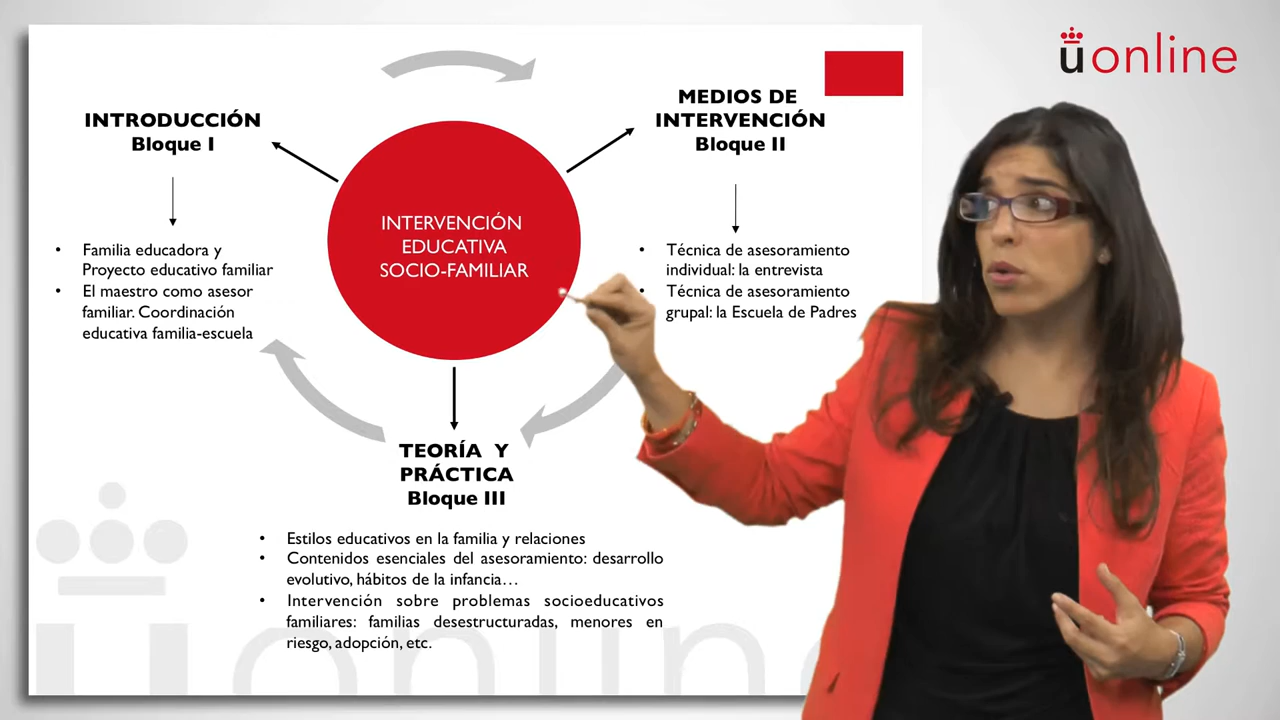 uonline
INTRODUCCIÓN
Bloque I
• Familia educadora y
Proyecto educativo familiar
• El maestro como asesor
familiar. Coordinación
educativa familia-escuela
INTERVENCIÓN
EDUCATIVA
SOCIO-FAMILIAR
MEDIOS DE
INTERVENCIÓN
Bloque II
• Técnica de asesoramiento
individual: la entrevista
• Técnica de asesoramiento
grupal: la Escuela de Padres
TEORÍA Y
PRÁCTICA
Bloque III
• Estilos educativos en la familia y relaciones
• Contenidos esenciales del asesoramiento: desarrollo
evolutivo, hábitos de la infancia…
• Intervención sobre problemas socioeducativos
familiares: familias desestructuradas, menores en
riesgo, adopción, etc.
uonline